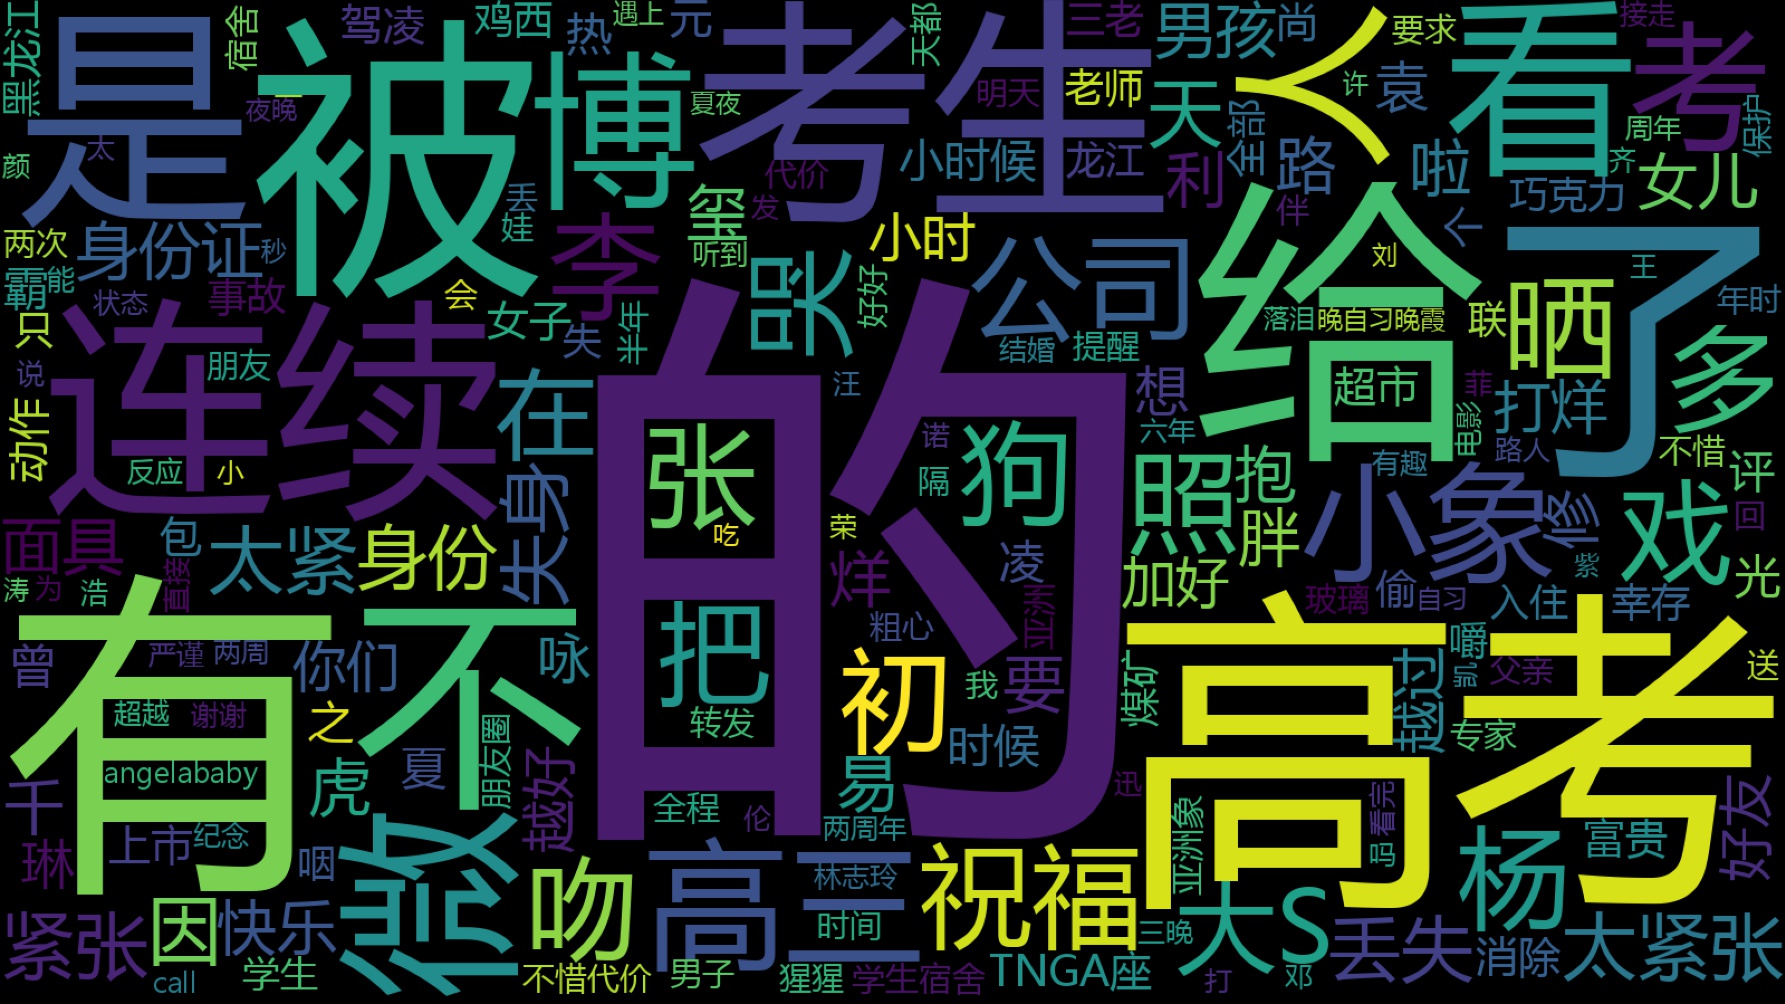 黑龙江
是
宿舍
驾凌
鸡西
热
遇上
元
天都
三老
男孩
尚
要求
接走
夜晚
一
被
博
夏夜
考生
明天
老师
天
人
许
袁
看
考
颜
太
代价
小时候
龙江
利
全部
路
啦
周年
保护
齐
女儿
巧克力
两次
身份证
秒
丢
娃
李
玺
发
听到
哭
好好
小时
公司
伴
给
刘
个
了
王
年时
霸
能
状态
事故
会
女子
失
半年
结婚
提醒
落泪
晚自习晚霞
联
晒
多
只
说
连续
朋友
在
的
汪
想
六年
超市
菲
电影
打烊
路人
有趣
不惜
评
动作
反应
小
失身
张
吃
诺
隔
狗
荣
照
抱
胖
小象
修
戏
回
面具
包
太紧
身份
烊
凌
亚洲
加好
玻璃
偷
自习
紫
入住
幸存
光
涛
为
浩
直接
粗心
有
不
把
初
我
要
高考
嚼
煤矿
越过
凯
父亲
送
曾
严谨
两周
你们
咏
超越
谢谢
之
转发
时候
专家
angelababy
虎
夏
朋友圈
越好
易
迅
千
上市
纪念
全程
伦
两周年
亚洲象
吗
看完
富贵
好友
琳
咽
微
吻
高三
林志玲
祝福
杨
紧张
因
快乐
时间
三晚
大S
丢失
消除
太紧张
call
学生
不惜代价
男子
猩猩
学生宿舍
TNGA座
打
邓